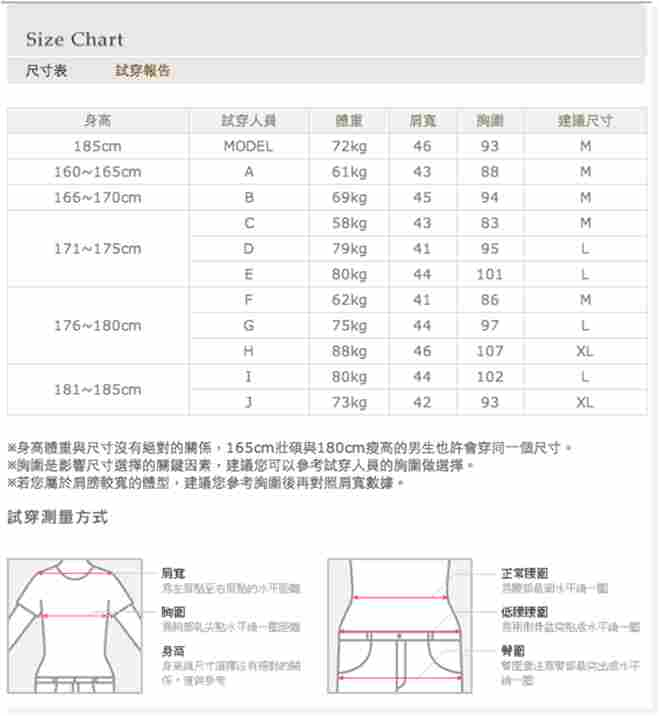 Size Chart
尺寸表 試穿報告
身高 試穿人員 體重 肩寬 胸圍 建議尺寸
185cm MODEL 72kg 46 93 M
160~165cm A 61kg 43 88 M
166~170cm B 69kg 45 94 M
C 58kg 43 83 M
171~175cm D 79kg 41 95 L
E 80kg 44 101 L
F 62kg 41 86 M
176~180cm G 75kg 44 97 L
H 88kg 46 107 XL
181~185cm I 80kg 44 102 L
J 73kg 42 93 XL
※身高體重與尺寸沒有絕對的關係，165cm壯碩與180cm瘦高的男生也許會穿同一個尺寸。
※胸圍是影響尺寸選擇的關鍵因素，建議您可以參考試穿人員的胸圍做選擇。
※若您屬於肩膀較寬的體型，建議您參考胸圍後再對照肩寬數據。
試穿測量方式
肩寬
為左肩點至右肩點的水平距離
胸圍
為胸部乳尖點水平繞一圈距離
身高
身高與尺寸選擇沒有絕對的關
係，僅供參考
正常腰圍
為腰部最細水平繞一圈
低腰腰圍
為兩側骨盆突點處水平繞一圈
臀圍
臀圍臀部最突出處水平
繞一圈